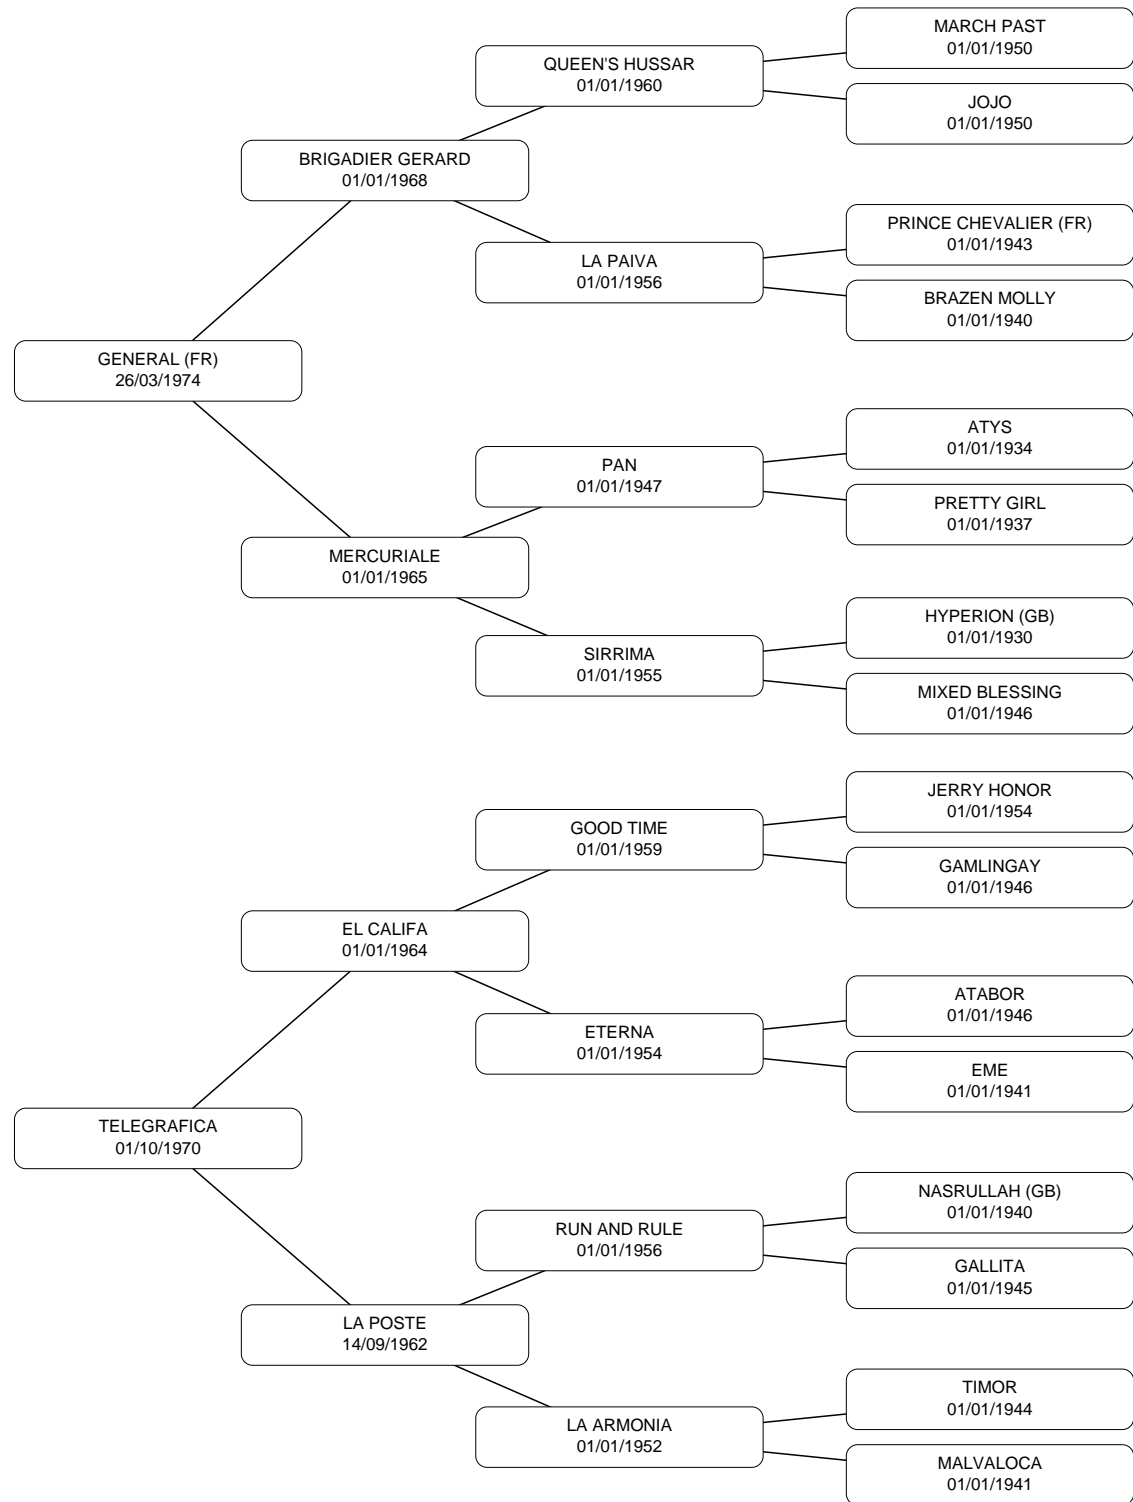 MARCH PAST
01/01/1950
QUEEN'S HUSSAR
01/01/1960
JOJO
01/01/1950
BRIGADIER GERARD
01/01/1968
PRINCE CHEVALIER (FR)
01/01/1943
LA PAIVA
01/01/1956
BRAZEN MOLLY
01/01/1940
GENERAL (FR)
26/03/1974
ATYS
01/01/1934
PAN
01/01/1947
PRETTY GIRL
01/01/1937
MERCURIALE
01/01/1965
HYPERION (GB)
01/01/1930
SIRRIMA
01/01/1955
MIXED BLESSING
01/01/1946
JERRY HONOR
01/01/1954
GOOD TIME
01/01/1959
GAMLINGAY
01/01/1946
EL CALIFA
01/01/1964
ATABOR
01/01/1946
ETERNA
01/01/1954
EME
01/01/1941
TELEGRAFICA
01/10/1970
NASRULLAH (GB)
01/01/1940
RUN AND RULE
01/01/1956
GALLITA
01/01/1945
LA POSTE
14/09/1962
TIMOR
01/01/1944
LA ARMONIA
01/01/1952
MALVALOCA
01/01/1941